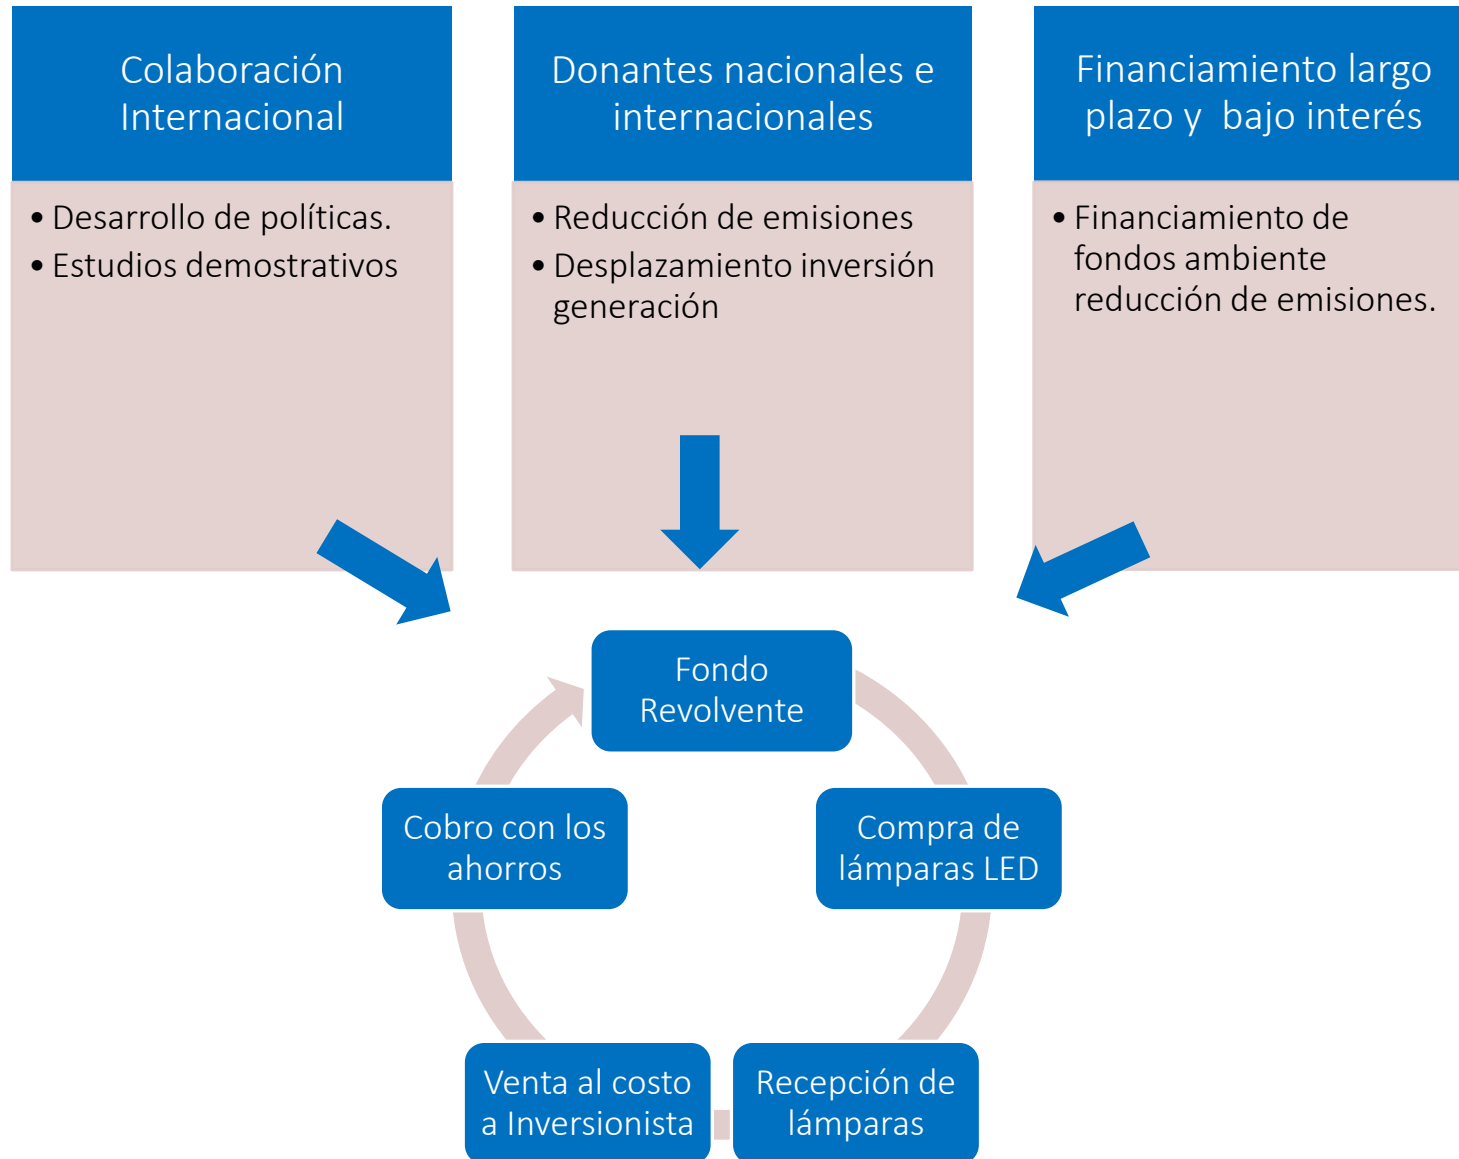 Colaboración
Internacional
• Desarrollo de políticas.
• Estudios demostrativos
Donantes nacionales e
internacionales
• Reducción de emisiones
• Desplazamiento inversión
generación
Financiamiento largo
plazo y  bajo interés
• Financiamiento de
fondos ambiente
reducción de emisiones.
Fondo
Revolvente
Compra de
lámparas LED
Recepción de
lámparas
Venta al costo
a Inversionista
Cobro con los
ahorros